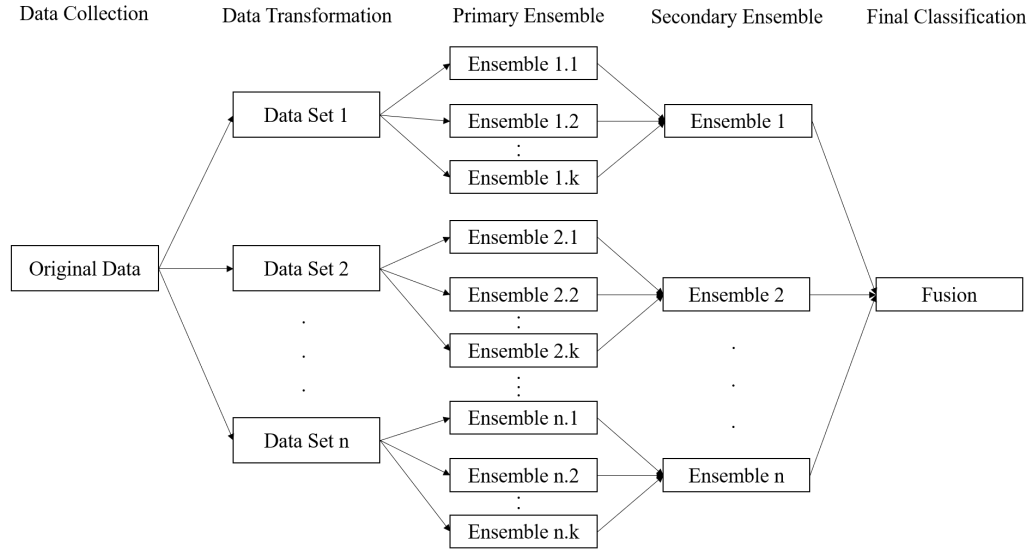 Data Collection
Data Transformation
Primary Ensemble
Secondary Ensemble
Final Classification
Original Data
Data Set 1
Data Set 2
Data Set n
Ensemble 1.1
Ensemble 1.2
Ensemble 1.k
Ensemble 2.1
Ensemble 2.2
Ensemble 2.k
Ensemble n.1
Ensemble n.2
Ensemble n.k
Ensemble 1
Ensemble 2
Ensemble n
Fusion